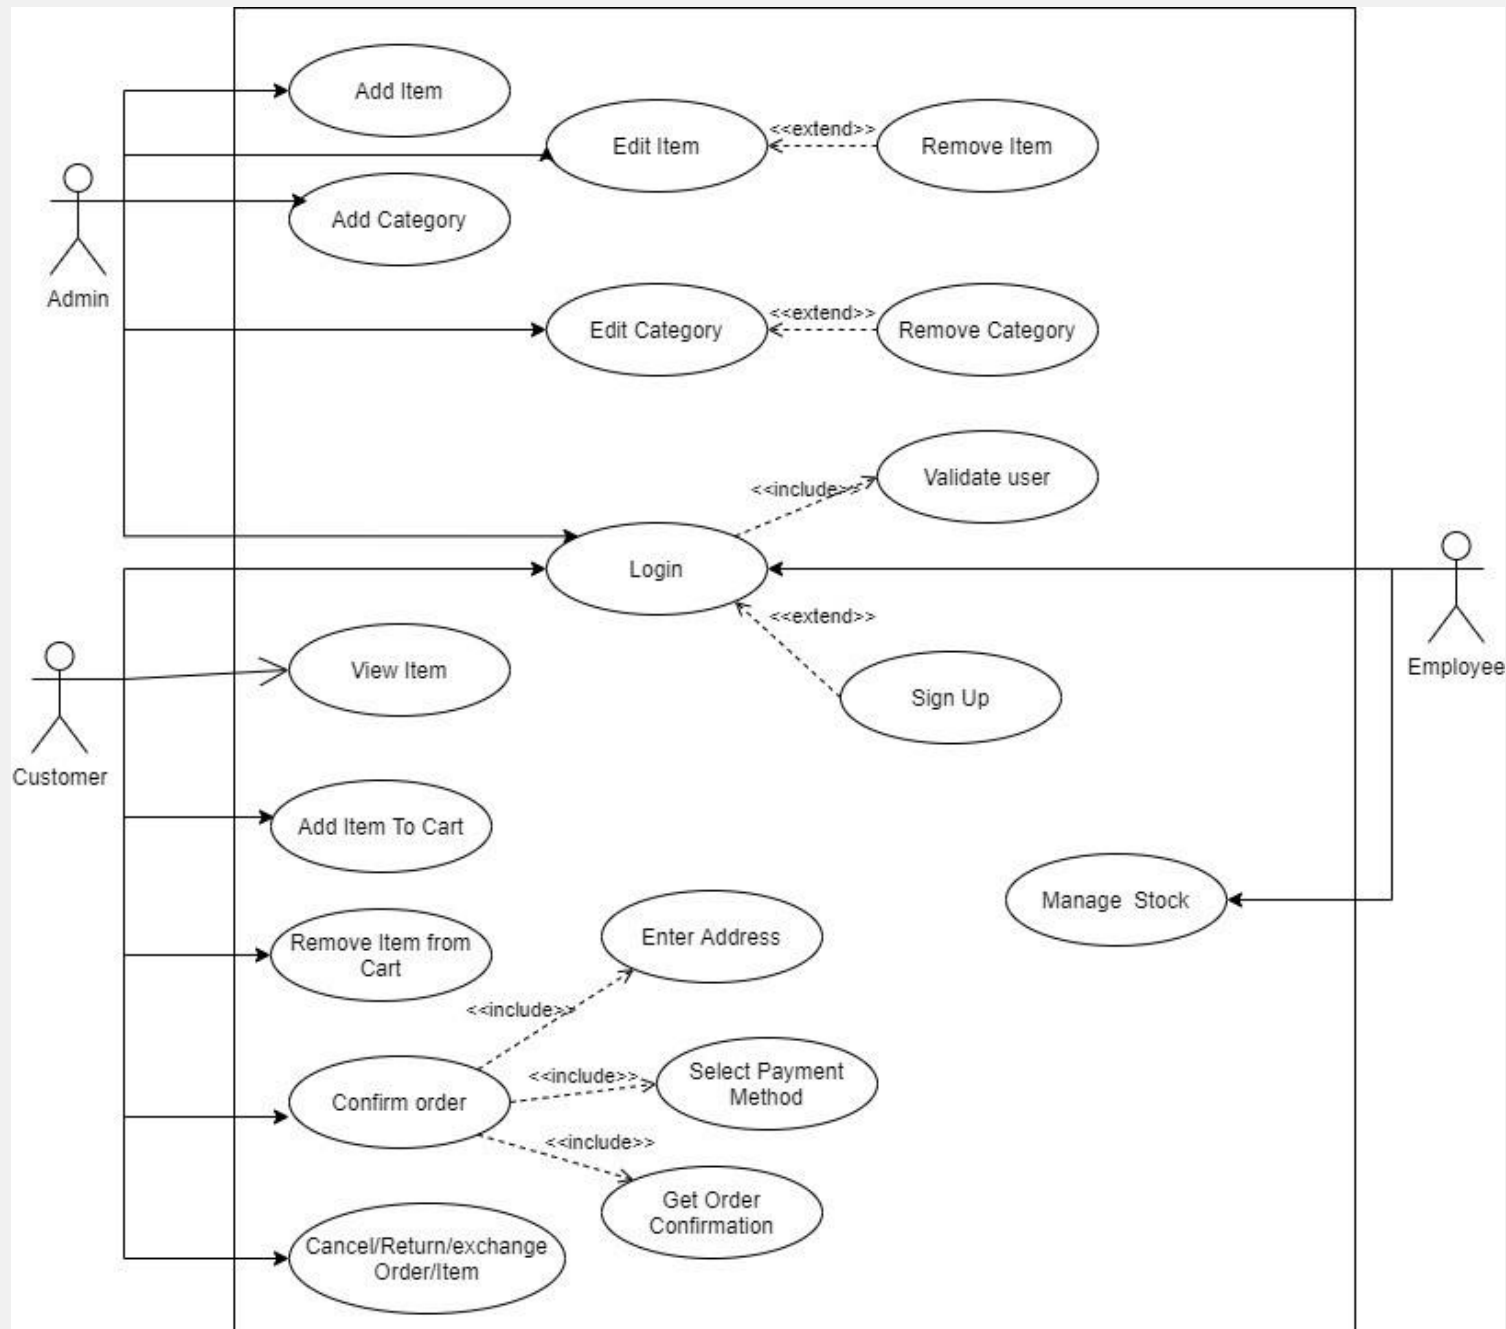 Add Item
Edit Item
<<extend>>
Remove Item
Add Category
Admin
Edit Category
<<extend>>
Remove Category
Validate user
<<include>>
Login
<<extend>>
Employee
View Item
Sign Up
Customer
Add Item To Cart
Manage  Stock
Remove Item from
Cart
Enter Address
<<include>>
Confirm order
<<include>>
Select Payment
Method
<<include>>
Get Order
Confirmation
Cancel/Return/exchange
Order/Item